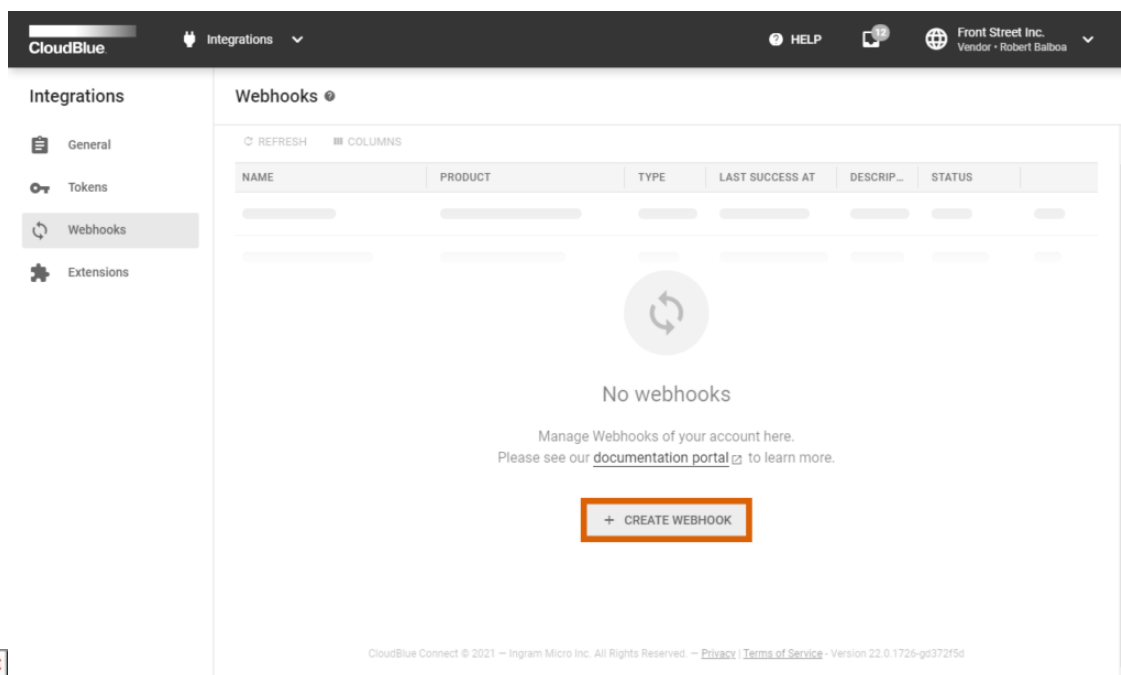 CloudBlue
Integrations
HELP
12
Front Street Inc.
Vendor • Robert Balboa
Integrations
General
Tokens
Webhooks
Extensions
Webhooks
REFRESH
COLUMNS
NAME PRODUCT TYPE LAST SUCCESS AT DESCRIP... STATUS
No webhooks
Manage Webhooks of your account here.
Please see our documentation portal to learn more.
+ CREATE WEBHOOK
CloudBlue Connect © 2021 — Ingram Micro Inc. All Rights Reserved. — Privacy | Terms of Service - Version 22.0.1726-gd372f5d